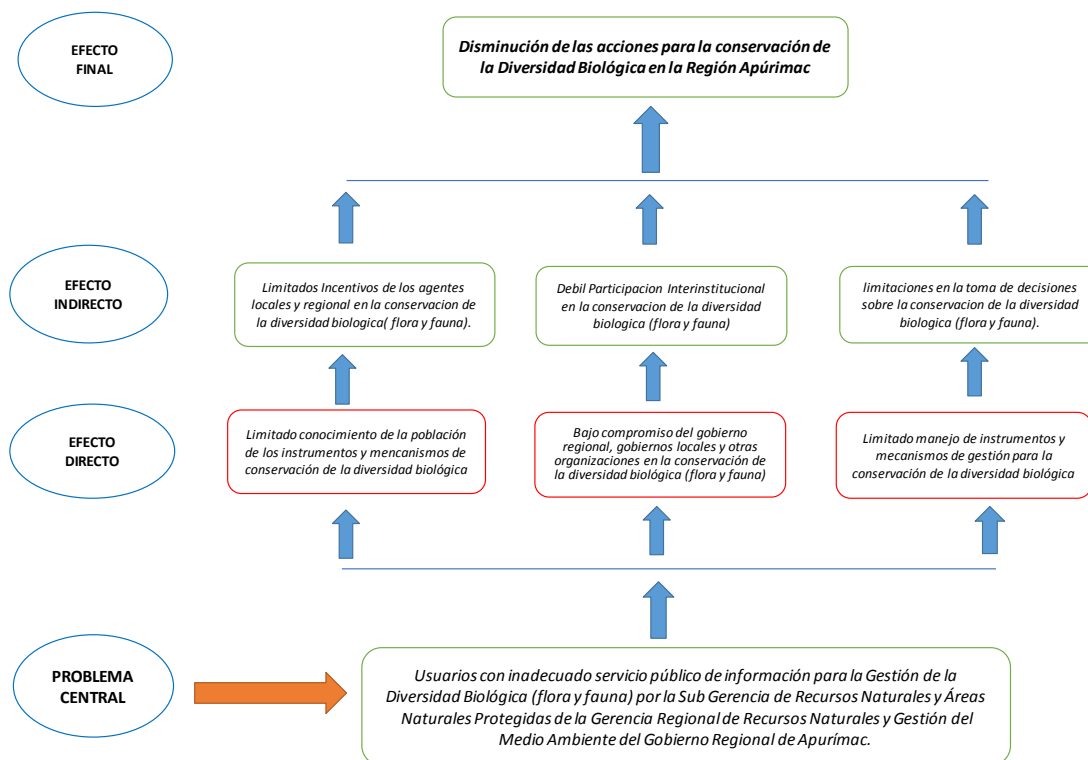 EFECTO
FINAL
Disminución de las acciones para la conservación de
la Diversidad Biológica en la Región Apúrimac
EFECTO
INDIRECTO
Limitados Incentivos de los agentes
locales y regional en la conservacion de
la diversidad biologica( flora y fauna).
Debil Participacion Interinstitucional
en la conservacion de la diversidad
biologica (flora y fauna)
limitaciones en la toma de decisiones
sobre la conservacion de la diversidad
biologica (flora y fauna).
EFECTO
DIRECTO
Limitado conocimiento de la población
de los instrumentos y mencanismos de
conservación de la diversidad biológica
Bajo compromiso del gobierno
regional, gobiernos locales y otras
organizaciones en la conservación de
la diversidad biológica (flora y fauna)
Limitado manejo de instrumentos y
mecanismos de gestión para la
conservación de la diversidad biológica
PROBLEMA
CENTRAL
Usuarios con inadecuado servicio público de información para la Gestión de la
Diversidad Biológica (flora y fauna) por la Sub Gerencia de Recursos Naturales y Áreas
Naturales Protegidas de la Gerencia Regional de Recursos Naturales y Gestión del
Medio Ambiente del Gobierno Regional de Apurímac.